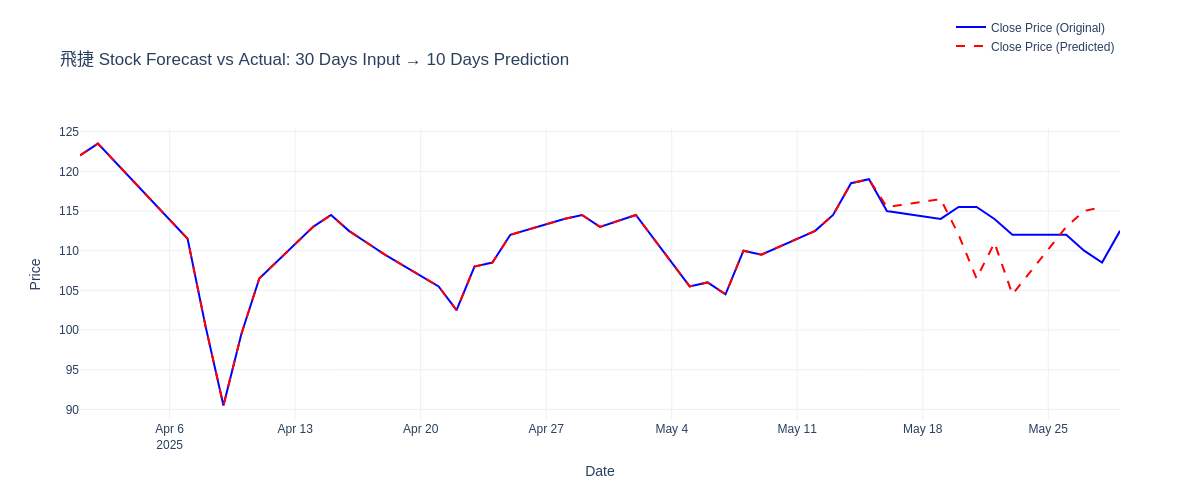 Close Price (Original)
Close Price (Predicted)
飛捷 Stock Forecast vs Actual: 30 Days Input → 10 Days Prediction
Price
125
120
115
110
105
100
95
90
Apr 6
2025
Apr 13
Apr 20
Apr 27
May 4
May 11
May 18
May 25
Date